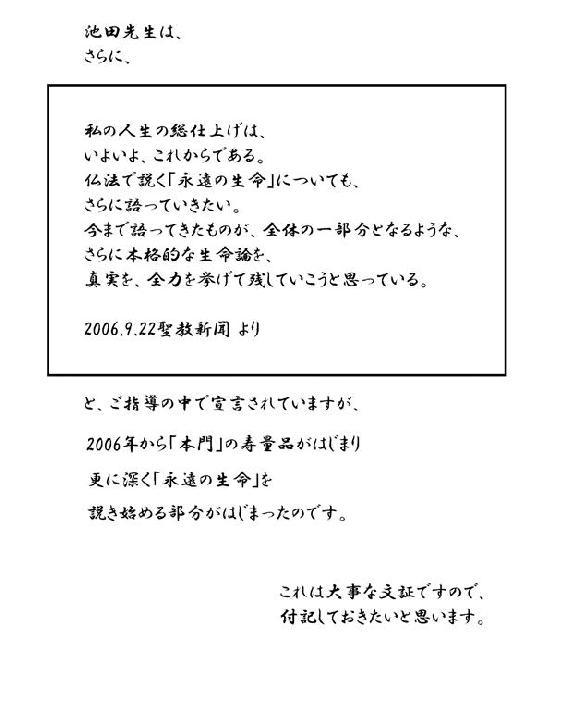 池田先生は、
さらに、
私の人生の総仕上げは、
いよいよ、これからである。
仏法で説く「永遠の生命」についても、
さらに語っていきたい。
今まで語ってきたものが、全体の一部分となるような、
さらに本格的な生命論を、
真実を、全力を挙げて残していこうと思っている。
2006.9.22聖教新聞 より
と、ご指導の中で宣言されていますが、
2006年から「本門」の寿量品がはじまり
更に深く「永遠の生命」を
説き始める部分がはじまったのです。
これは大事な文証ですので、
付記しておきたいと思います。